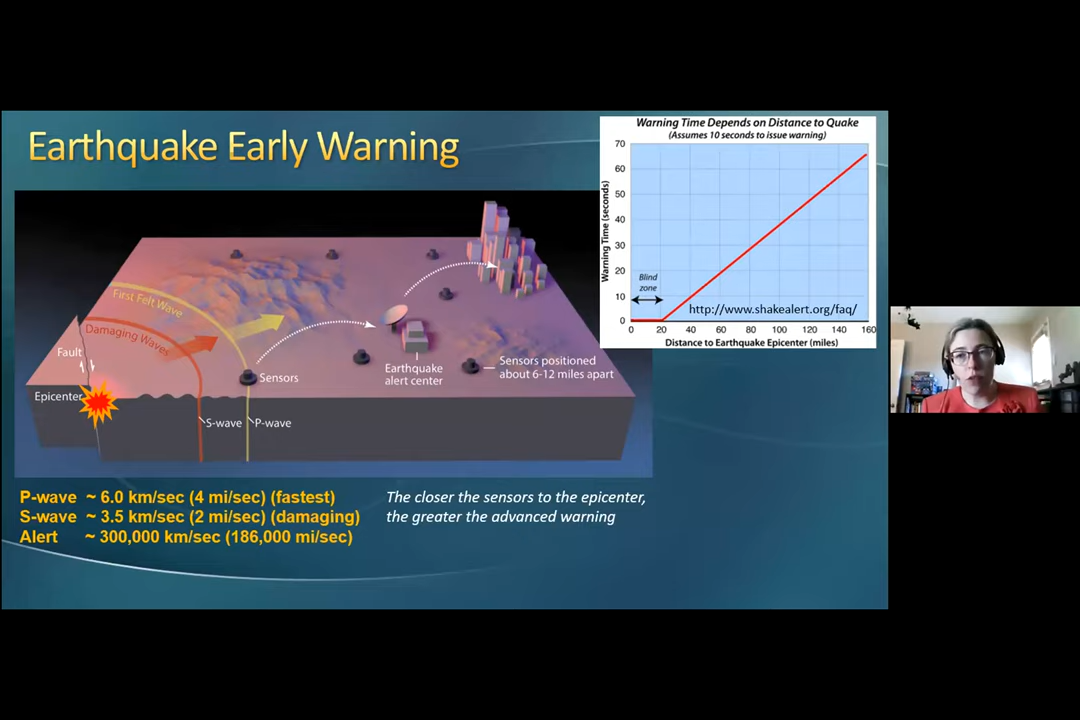 Earthquake Early Warning
First Felt Wave
Damaging Waves
Fault
Epicenter
Sensors
S-wave
P-wave
Earthquake
alert center
Sensors positioned
about 6-12 miles apart
Warning Time Depends on Distance to Quake
(Assumes 10 seconds to issue warning)
Warning Time (seconds)
70
60
50
40
30
20
10
0
Blind
zone
http://www.shakealert.org/faq/
0 20 40 60 80 100 120 140 160
Distance to Earthquake Epicenter (miles)
P-wave ~ 6.0 km/sec (4 mi/sec) (fastest)
S-wave ~ 3.5 km/sec (2 mi/sec) (damaging)
Alert ~ 300,000 km/sec (186,000 mi/sec)
The closer the sensors to the epicenter,
the greater the advanced warning